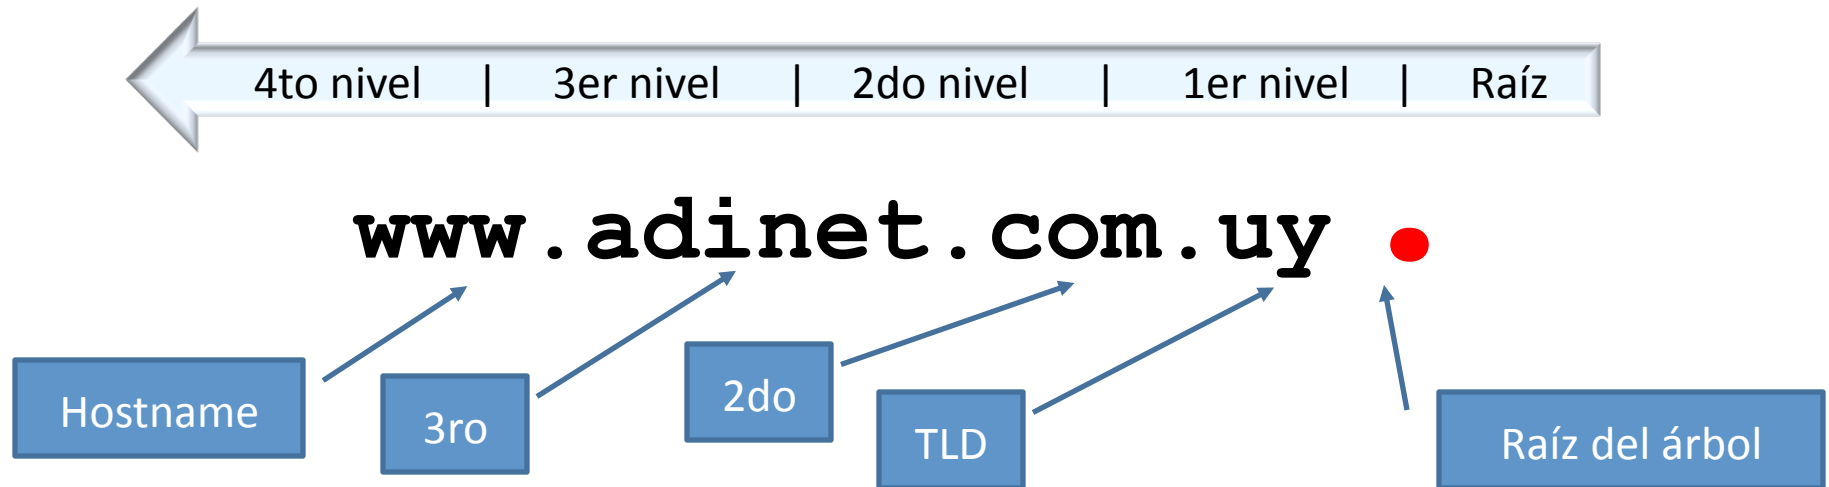 4to nivel | 3er nivel | 2do nivel | 1er nivel | Raíz
www.adinet.com.uy .
Hostname
3ro
2do
TLD
Raíz del árbol